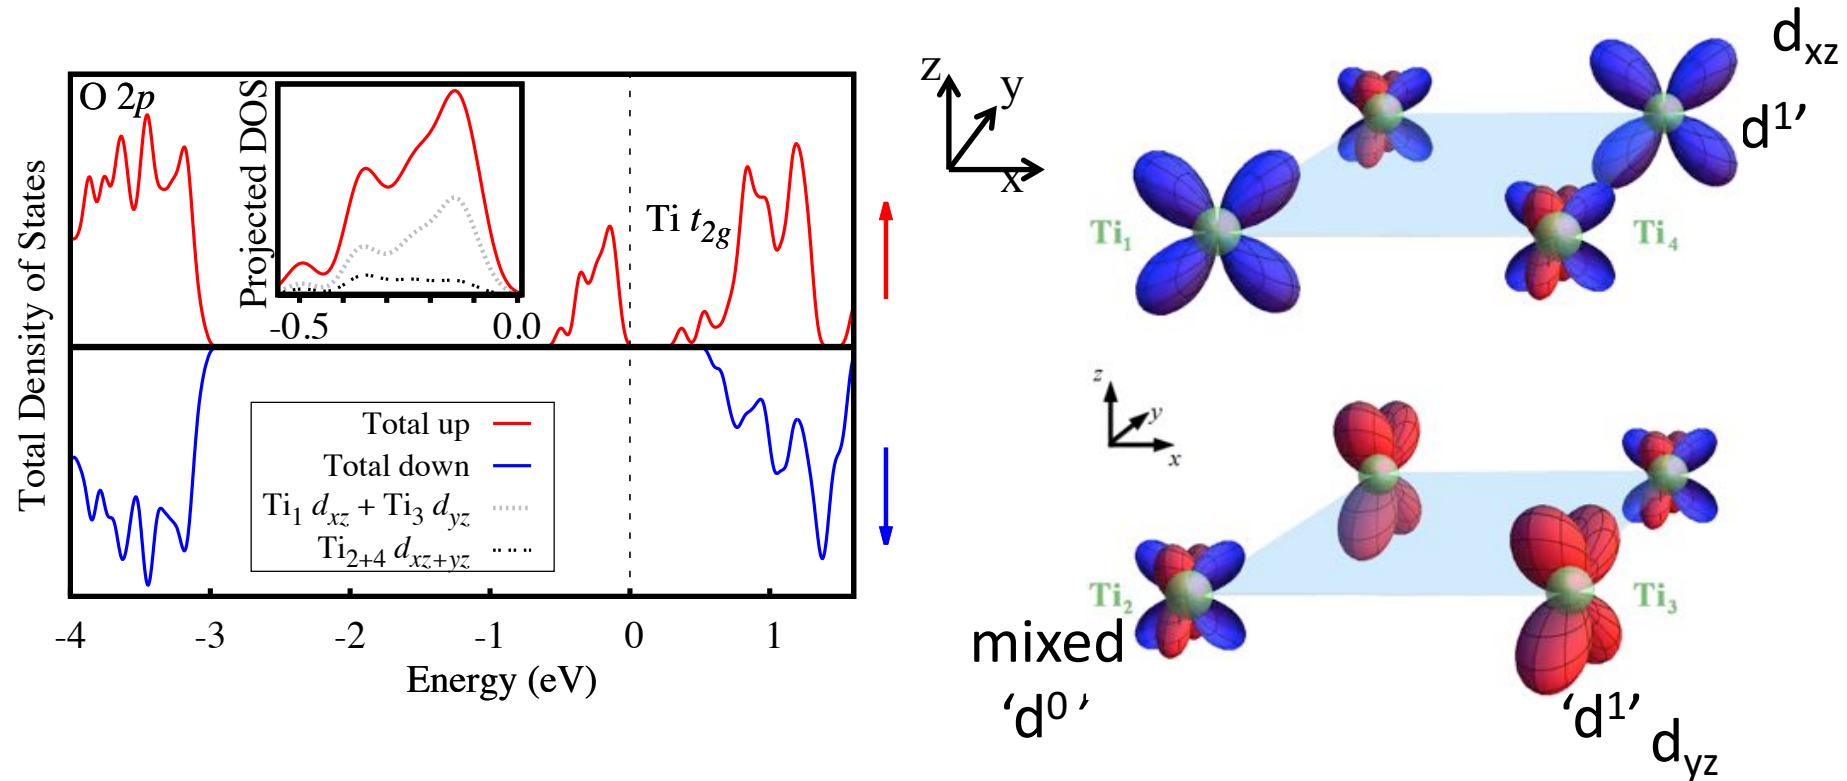 O 2p
Projected DOS
-0.5
0.0
Ti t2g
Total Density of States
Total up
Total down
Ti1 dxz + Ti3 dyz
Ti2+4 dxz+yz
-4
-3
-2
-1
0
1
Energy (eV)
z
y
x
dxz
d1’
Ti1
Ti4
z
y
x
Ti2
Ti3
mixed
‘d0 ’
‘d1’
dyz